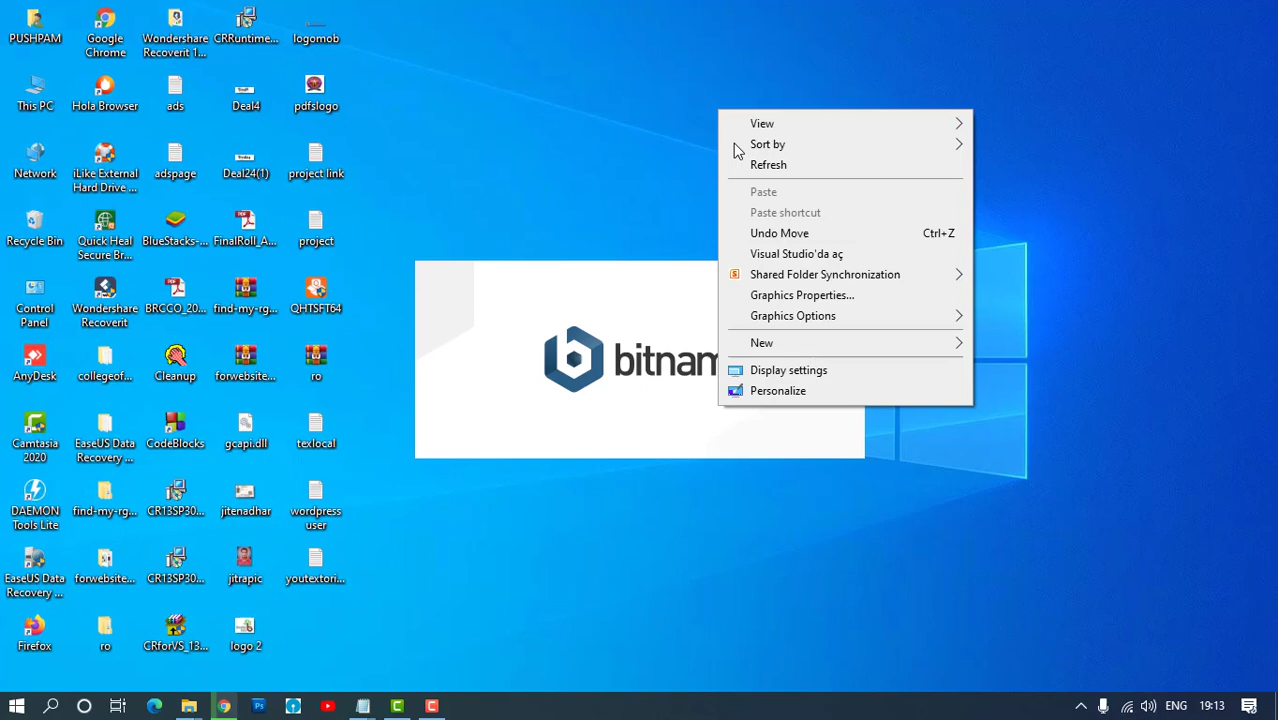 PUSHPAM
Google
Chrome
Wondershare
Recoverit 1...
CRRuntime...
logomob
This PC
Hola Browser
ads
Deal4
pdfslogo
Network
iLike External
Hard Drive ...
adspage
Deal24(1)
project link
Recycle Bin
Quick Heal
Secure Br...
BlueStacks-...
FinalRoll_A...
project
Control
Panel
Wondershare
Recoverit
BRCCO_20...
find-my-rg...
QHTSFT64
AnyDesk
collegeof...
Cleanup
forwebsite...
ro
Camtasia
2020
EaseUS Data
Recovery ...
CodeBlocks
gcapi.dll
texlocal
DAEMON
Tools Lite
find-my-rg...
CR13SP30...
jitenadhar
wordpress
user
EaseUS Data
Recovery ...
forwebsite...
CR13SP30...
jitrapic
youtextori...
Firefox
ro
CRforVS_13...
logo 2
bitnam
View
Sort by
Refresh
Paste
Paste shortcut
Undo Move Ctrl+Z
Visual Studio'da aç
Shared Folder Synchronization
Graphics Properties...
Graphics Options
New
Display settings
Personalize
ENG 19:13